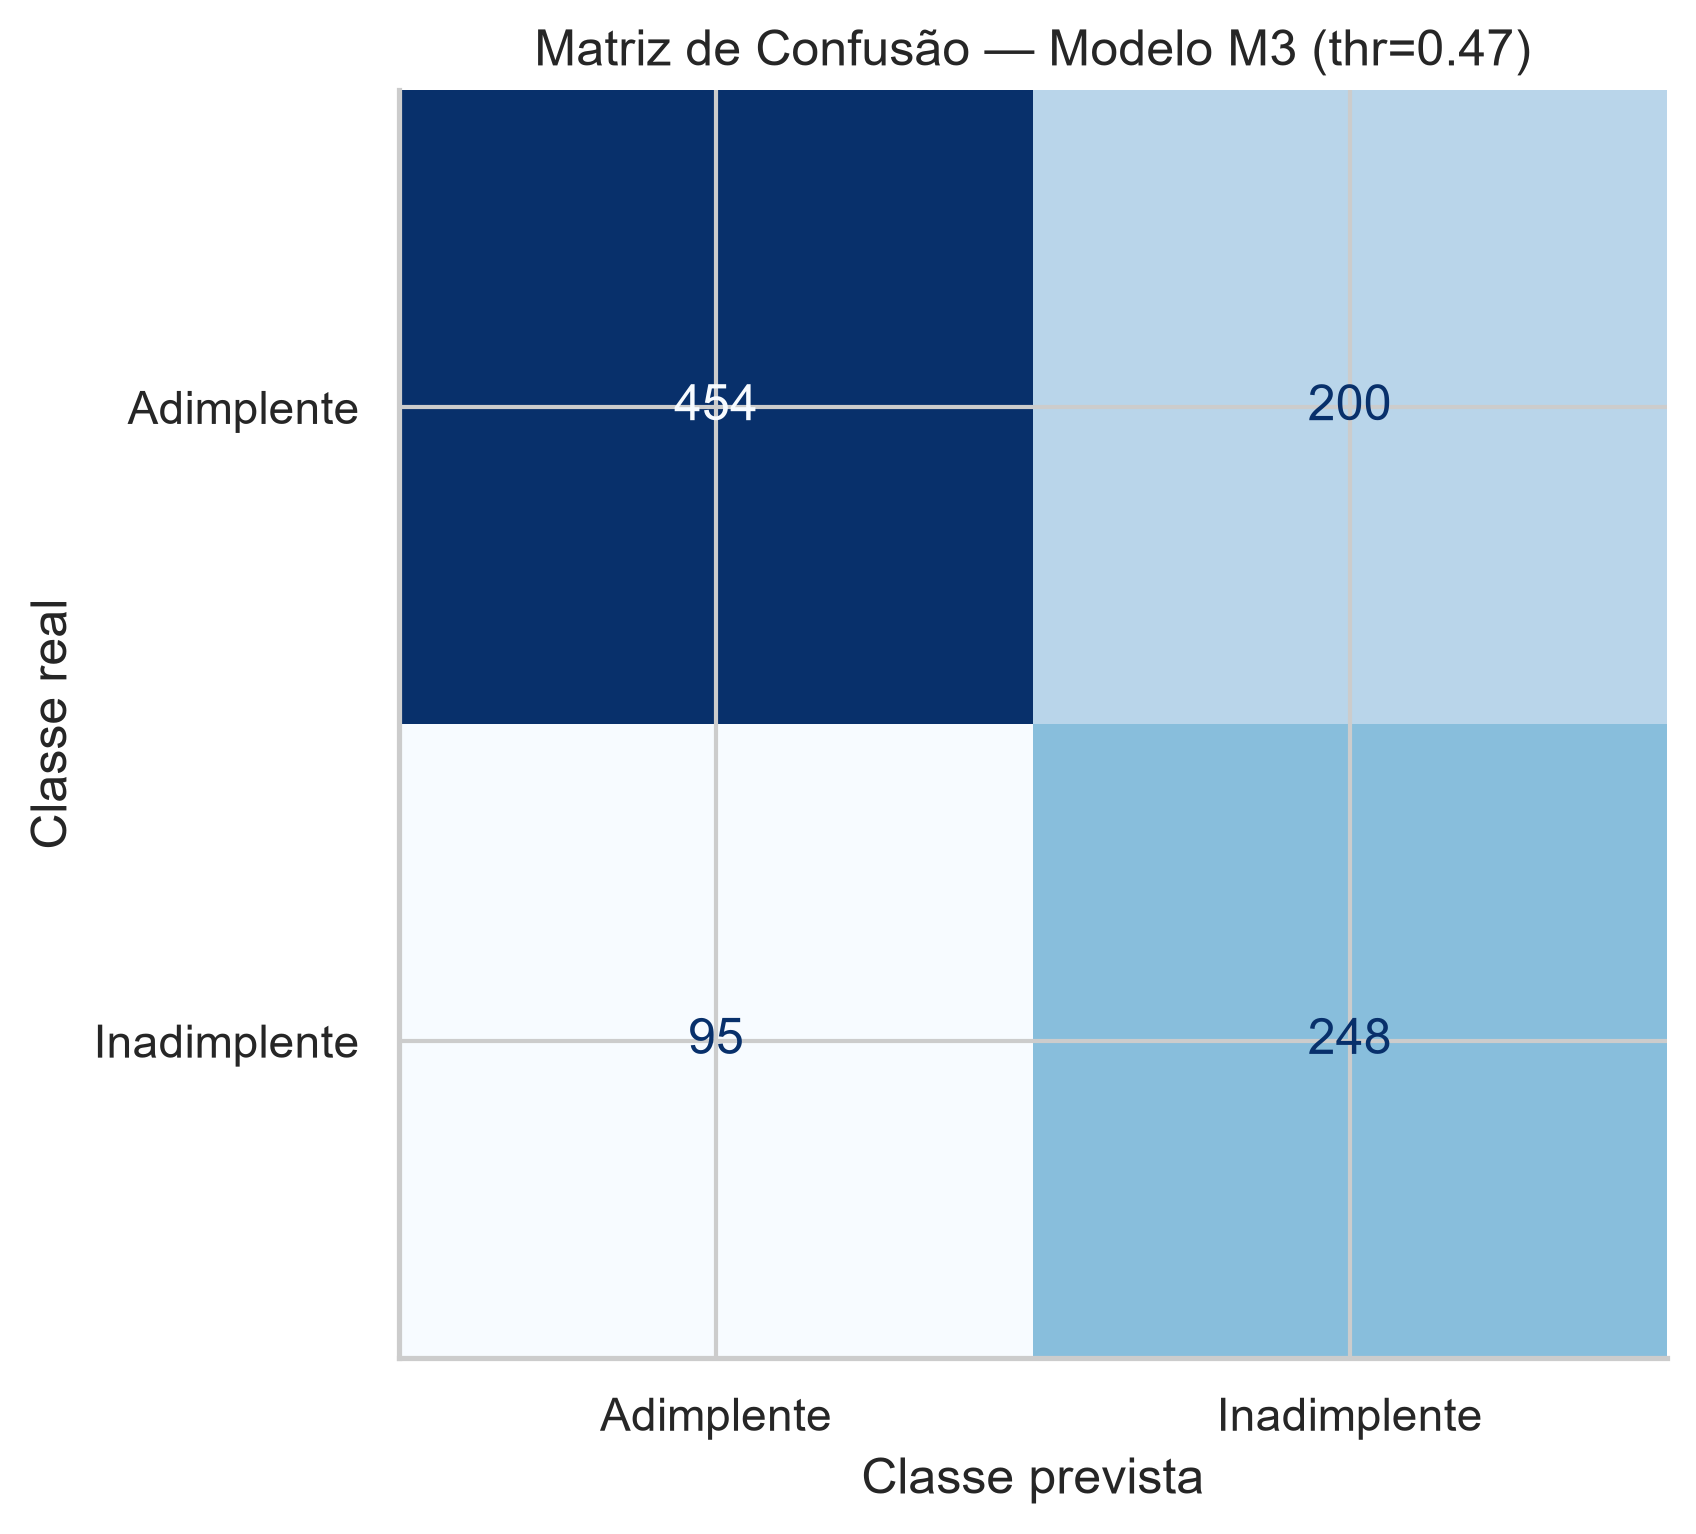 Matriz de Confusão — Modelo M3 (thr=0.47)
Classe real
Adimplente
454
200
Inadimplente
95
248
Adimplente
Inadimplente
Classe prevista